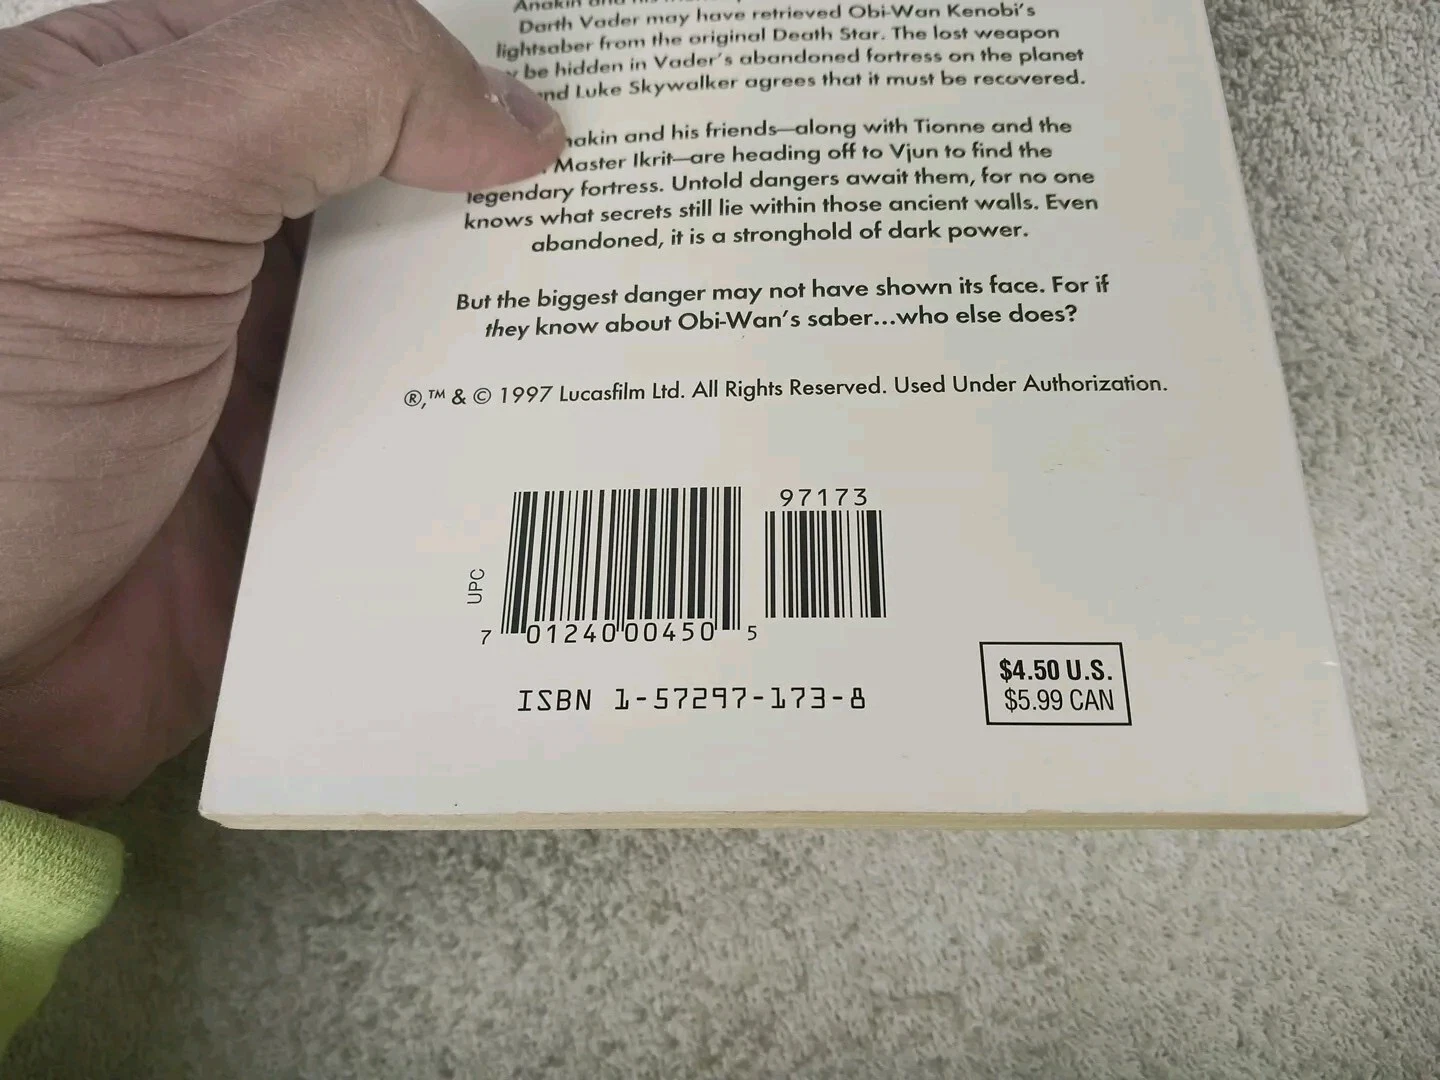 Anakin and his
Darth Vader may have retrieved Obi-Wan Kenobi's
lightsaber from the original Death Star. The lost weapon
be hidden in Vader's abandoned fortress on the planet
nd Luke Skywalker agrees that it must be recovered.
nakin and his friends—along with Tionne and the
Master Ikrit—are heading off to Vjun to find the
legendary fortress. Untold dangers await them, for no one
knows what secrets still lie within those ancient walls. Even
abandoned, it is a stronghold of dark power.
But the biggest danger may not have shown its face. For if
they know about Obi-Wan's saber...who else does?
®,™ & © 1997 Lucasfilm Ltd. All Rights Reserved. Used Under Authorization.
97173
UPC
7 01240 00450 5
ISBN 1-57297-173-8
$4.50 U.S.
$5.99 CAN